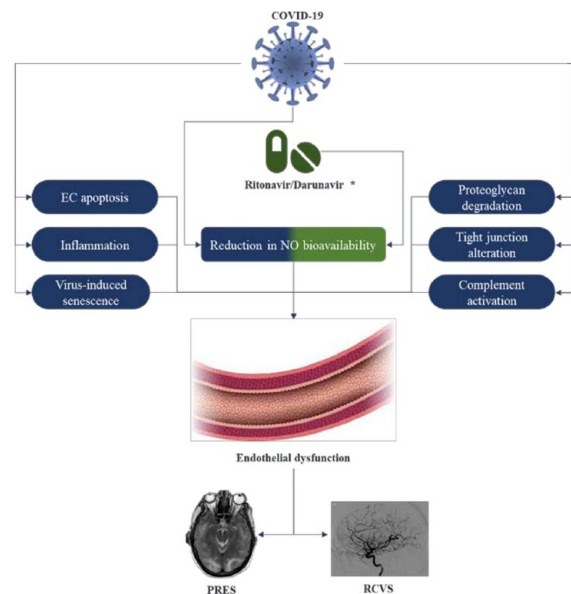 COVID-19
Ritonavir/Darunavir *
EC apoptosis
Inflammation
Virus-induced
senescence
Reduction in NO bioavailability
Proteoglycan
degradation
Tight junction
alteration
Complement
activation
Endothelial dysfunction
PRES
RCVS